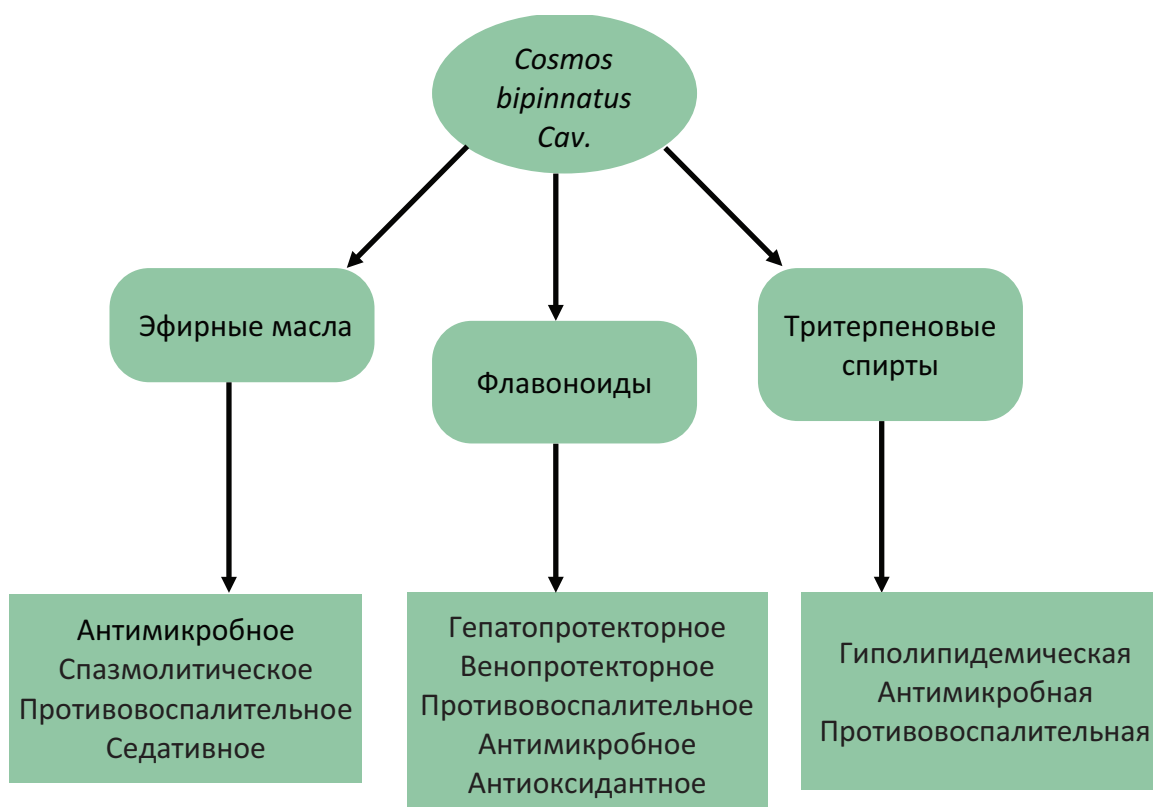 Cosmos
bipinnatus
Cav.
Эфирные масла
Флавоноиды
Тритерпеновые
спирты
Антимикробное
Спазмолитическое
Противовоспалительное
Седативное
Гепатопротекторное
Венопротекторное
Противовоспалительное
Антимикробное
Антиоксидантное
Гиполипидемическая
Антимикробная
Противовоспалительная